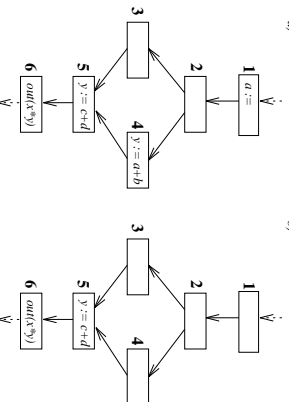 1
a :=
2
3
4
y := a+b
5
y := c+d
6
out(x*y)
1
2
3
4
5
y := c+d
6
out(x*y)